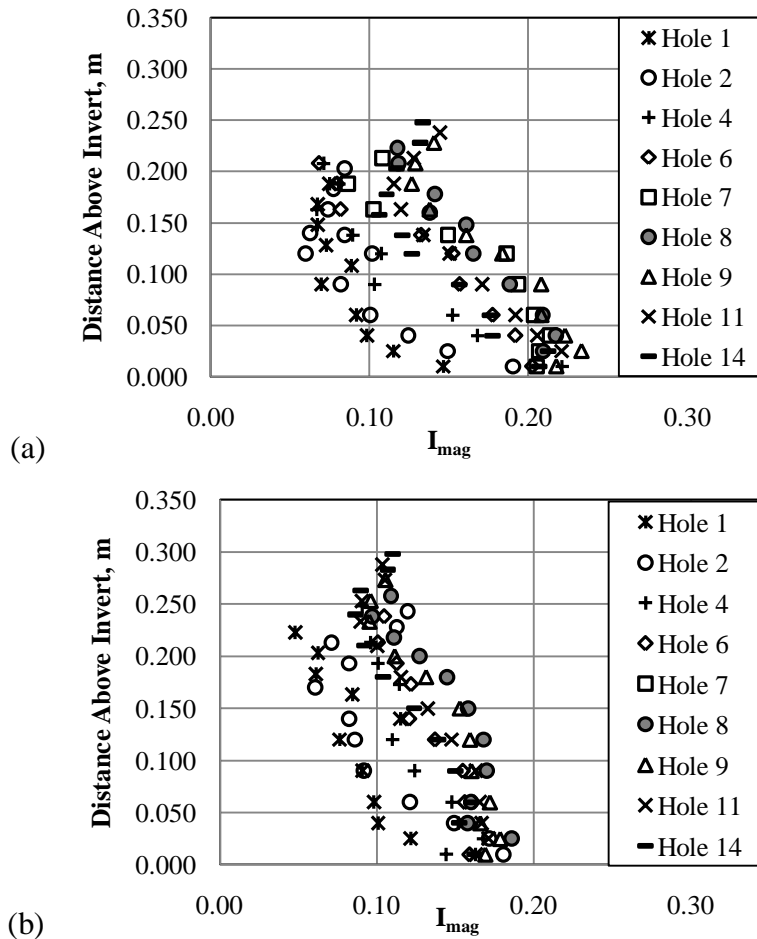 0.350
0.300
0.250
0.200
0.150
0.100
0.050
0.000
Distance Above Invert, m
0.00
0.10
0.20
0.30
I_mag
Hole 1
Hole 2
Hole 4
Hole 6
Hole 7
Hole 8
Hole 9
Hole 11
Hole 14
(a)
0.350
0.300
0.250
0.200
0.150
0.100
0.050
0.000
Distance Above Invert, m
0.00
0.10
0.20
0.30
I_mag
Hole 1
Hole 2
Hole 4
Hole 6
Hole 7
Hole 8
Hole 9
Hole 11
Hole 14
(b)